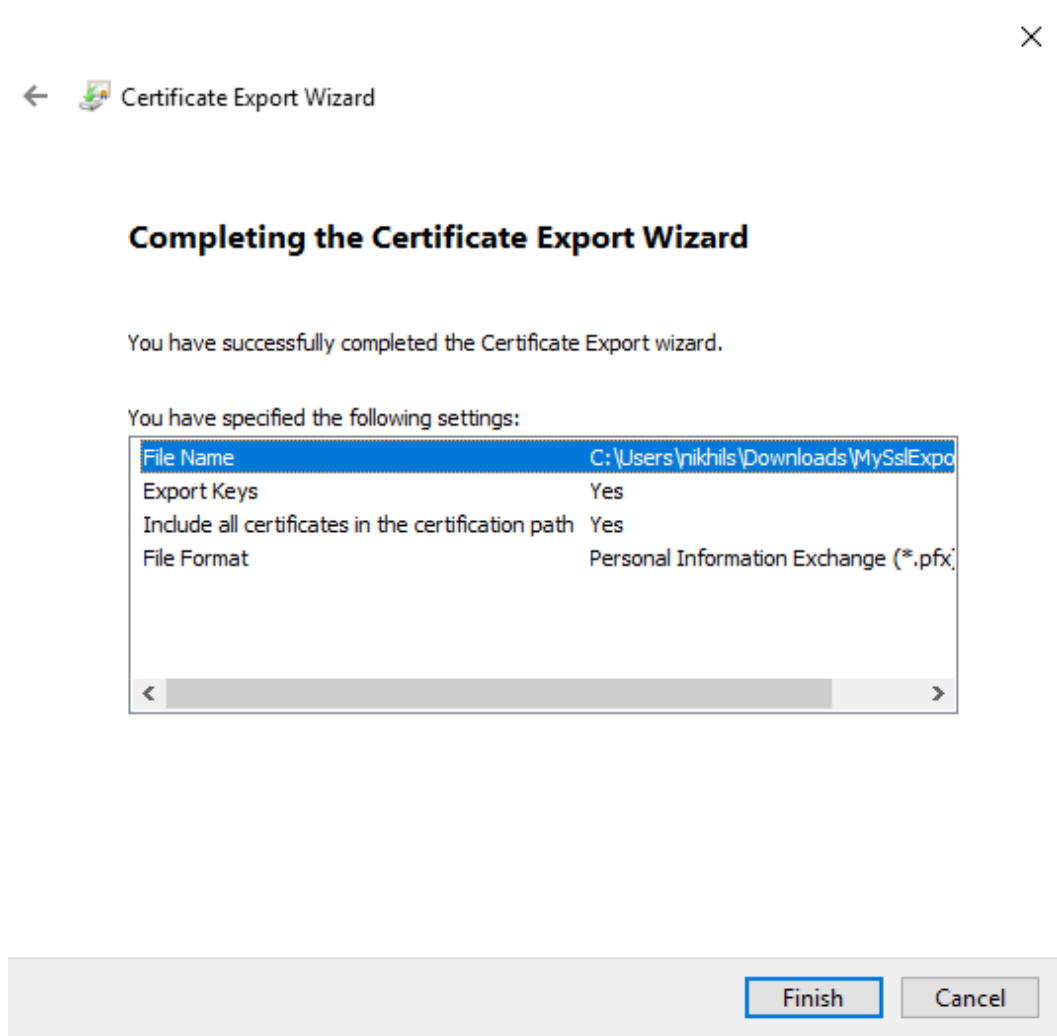 Certificate Export Wizard
Completing the Certificate Export Wizard
You have successfully completed the Certificate Export wizard.
You have specified the following settings:
File Name C:\Users\nikhils\Downloads\MySslExpo
Export Keys Yes
Include all certificates in the certification path Yes
File Format Personal Information Exchange (*.pfx)
Finish Cancel